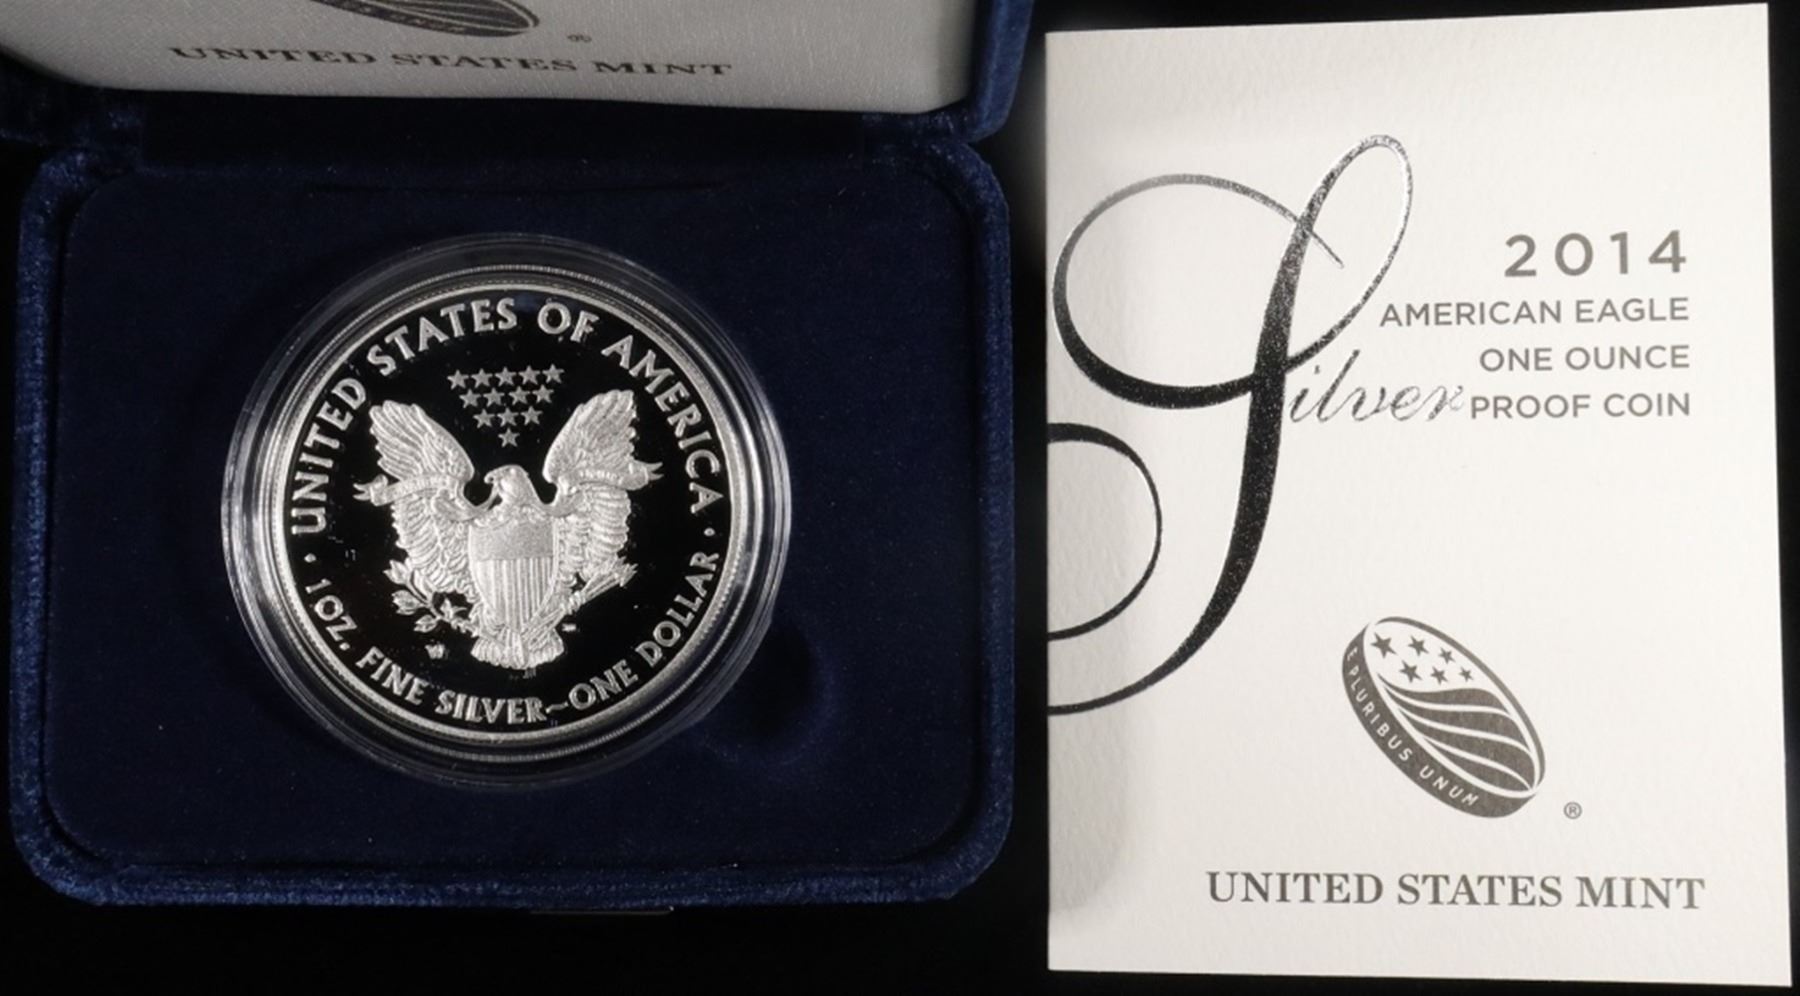 ®
UNITED STATES MINT
UNITED STATES OF AMERICA
· 1 OZ. FINE SILVER~ONE DOLLAR ·
W
2014
AMERICAN EAGLE
ONE OUNCE
Silver PROOF COIN
E PLURIBUS UNUM
®
UNITED STATES MINT